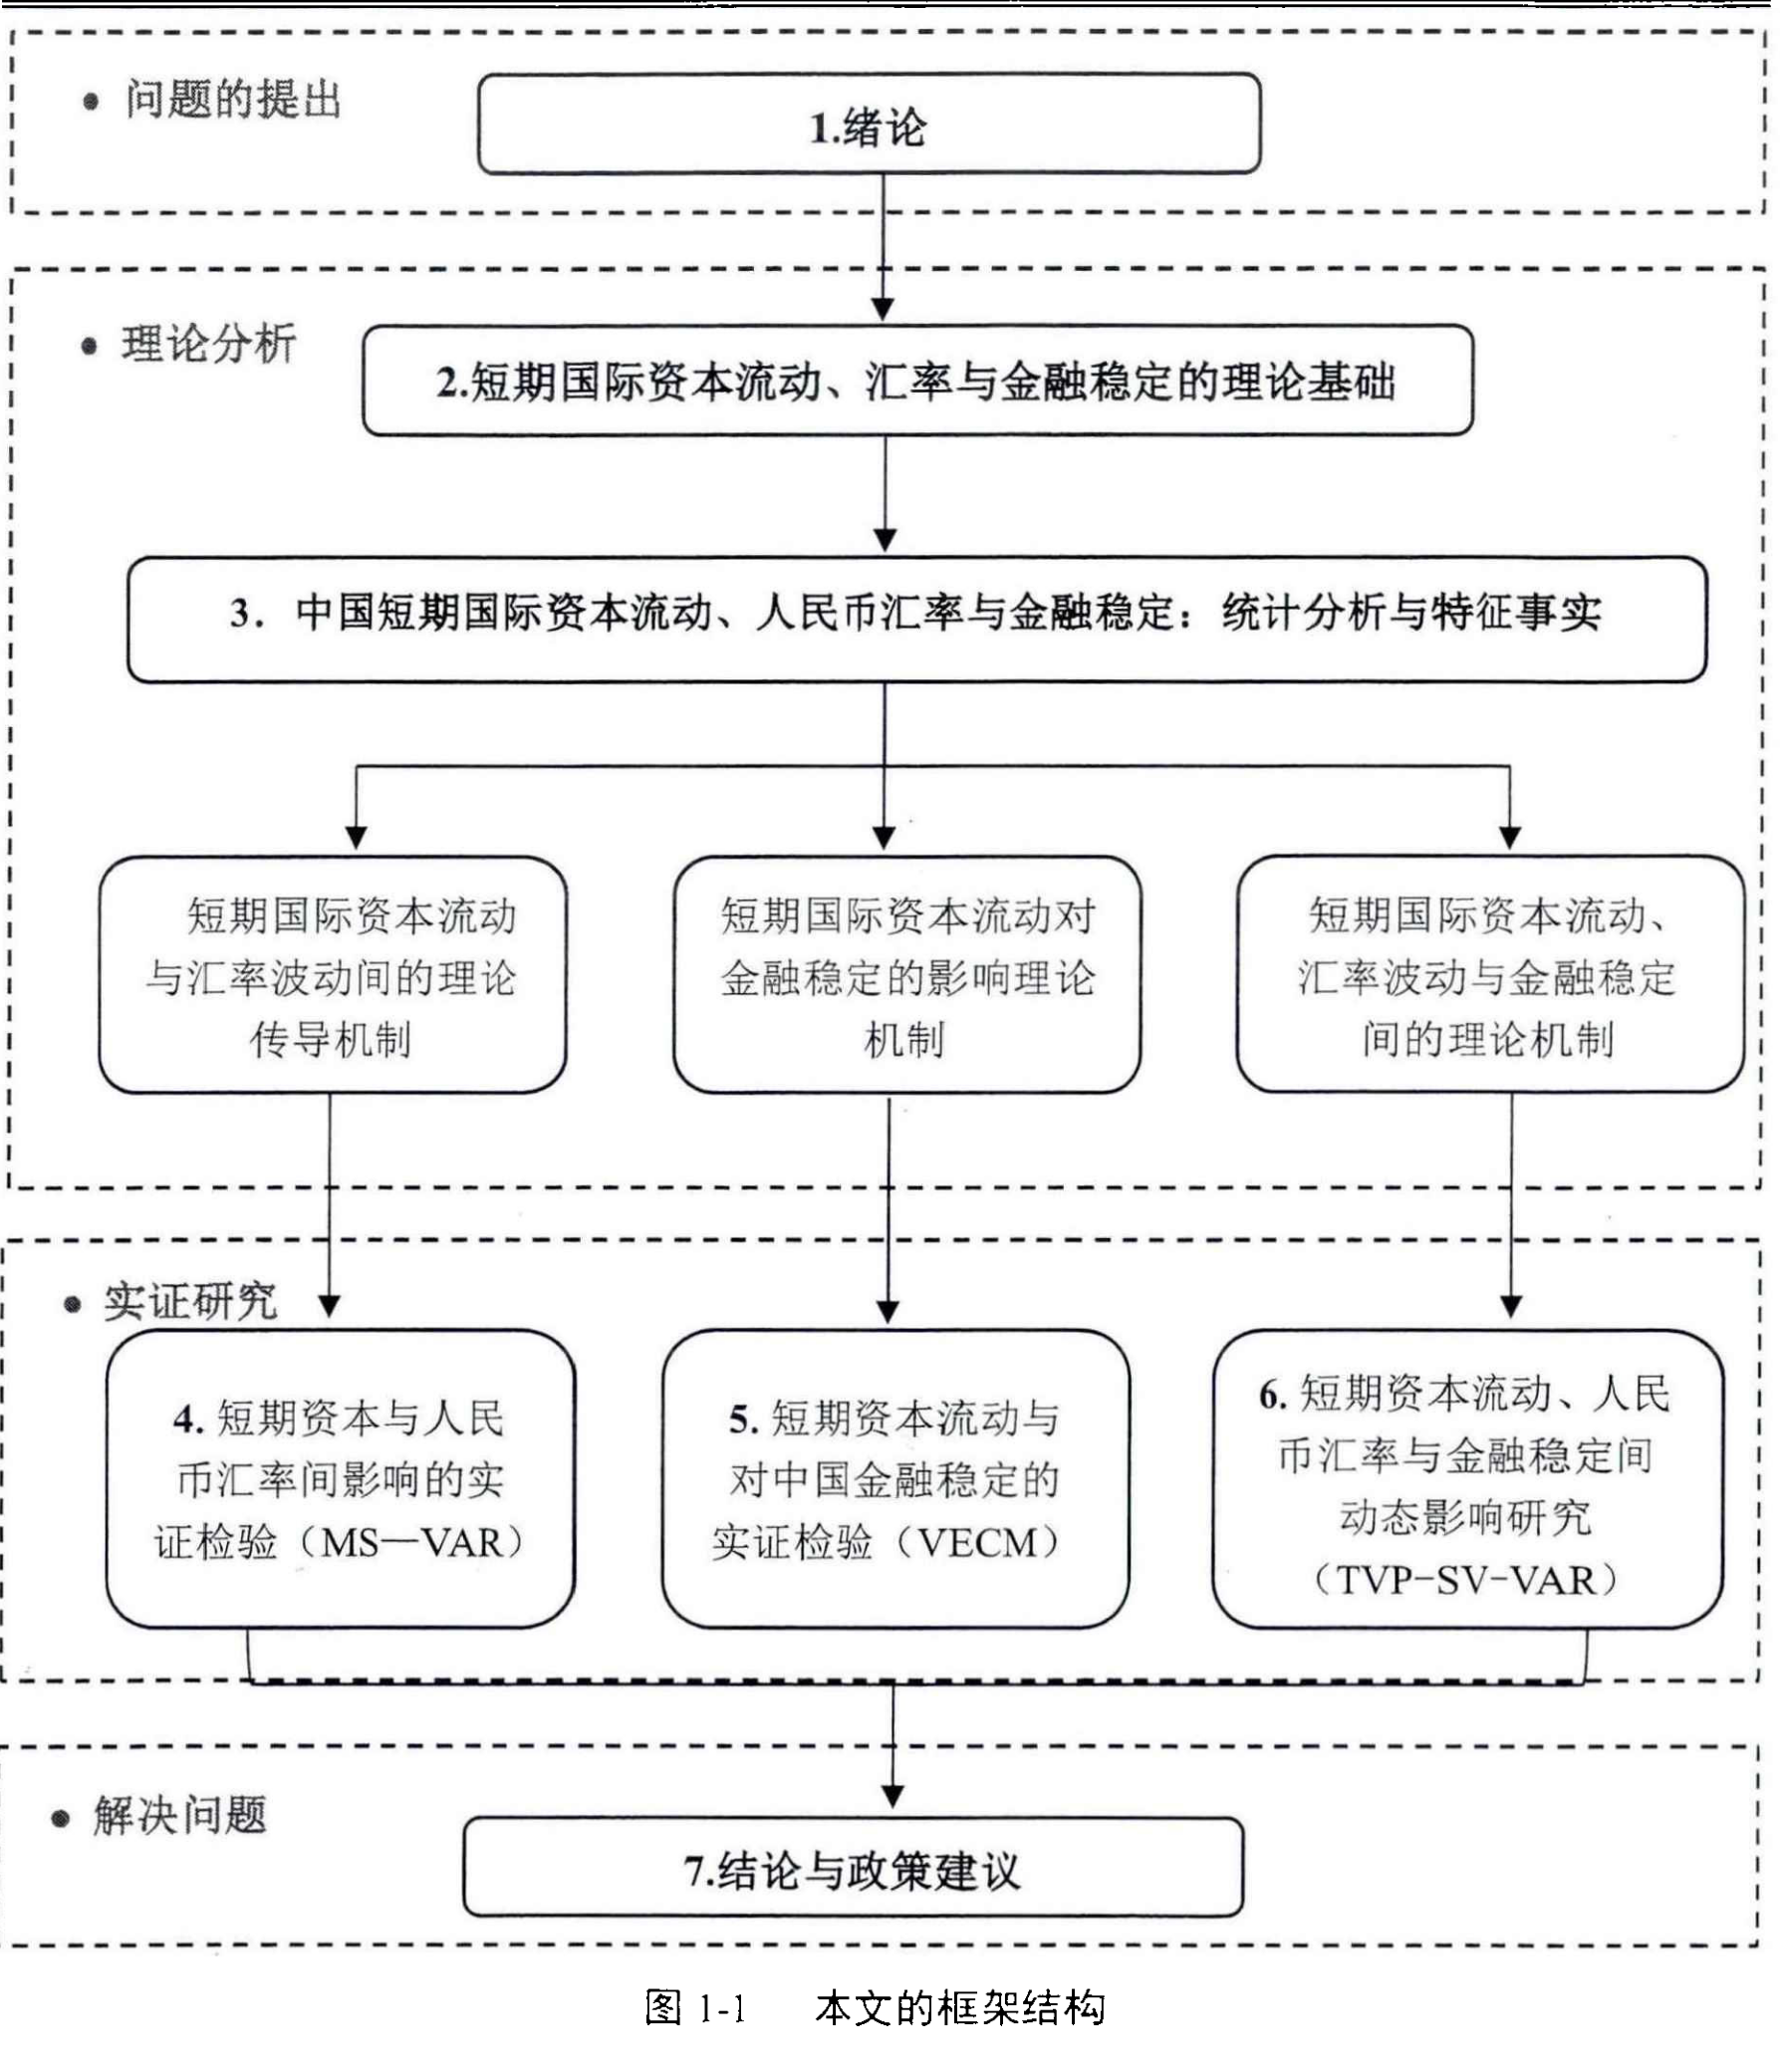 问题的提出
1.绪论
理论分析
2.短期国际资本流动、汇率与金融稳定的理论基础
3. 中国短期国际资本流动、人民币汇率与金融稳定：统计分析与特征事实
短期国际资本流动
与汇率波动间的理论
传导机制
短期国际资本流动对
金融稳定的影响理论
机制
短期国际资本流动、
汇率波动与金融稳定
间的理论机制
实证研究
4. 短期资本与人民
币汇率间影响的实
证检验（MS—VAR）
5. 短期资本流动与
对中国金融稳定的
实证检验（VECM）
6. 短期资本流动、人民
币汇率与金融稳定间
动态影响研究
（TVP-SV-VAR）
解决问题
7.结论与政策建议
图 1-1 本文的框架结构